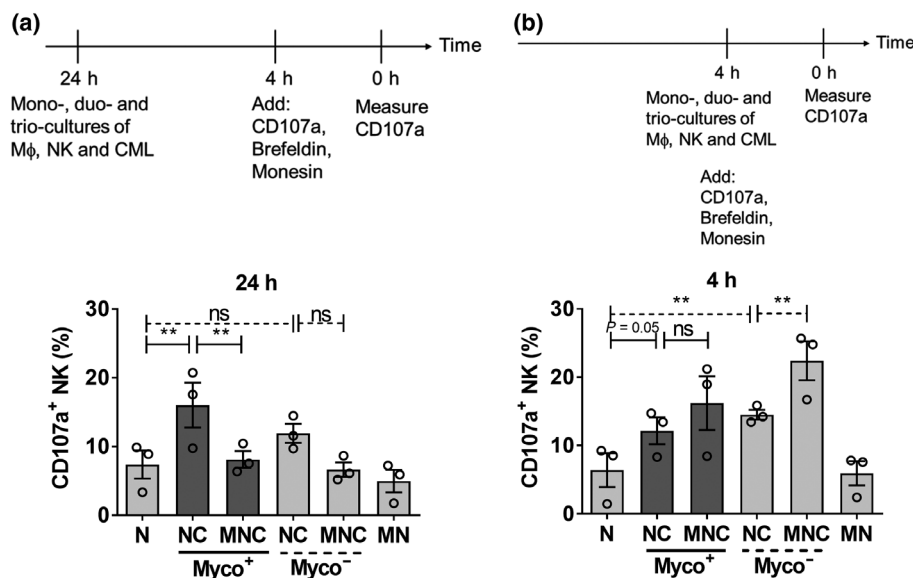 (a)
Time
24 h
4 h
0 h
Mono-, duo- and
trio-cultures of
Mϕ, NK and CML
Add:
CD107a,
Brefeldin,
Monesin
Measure
CD107a
24 h
CD107a+ NK (%)
30
20
10
0
ns
ns
**
**
N
NC
MNC
NC
MNC
MN
Myco+
Myco−
(b)
Time
4 h
0 h
Mono-, duo- and
trio-cultures of
Mϕ, NK and CML
Measure
CD107a
Add:
CD107a,
Brefeldin,
Monesin
4 h
CD107a+ NK (%)
30
20
10
0
**
**
P = 0.05
ns
N
NC
MNC
NC
MNC
MN
Myco+
Myco−